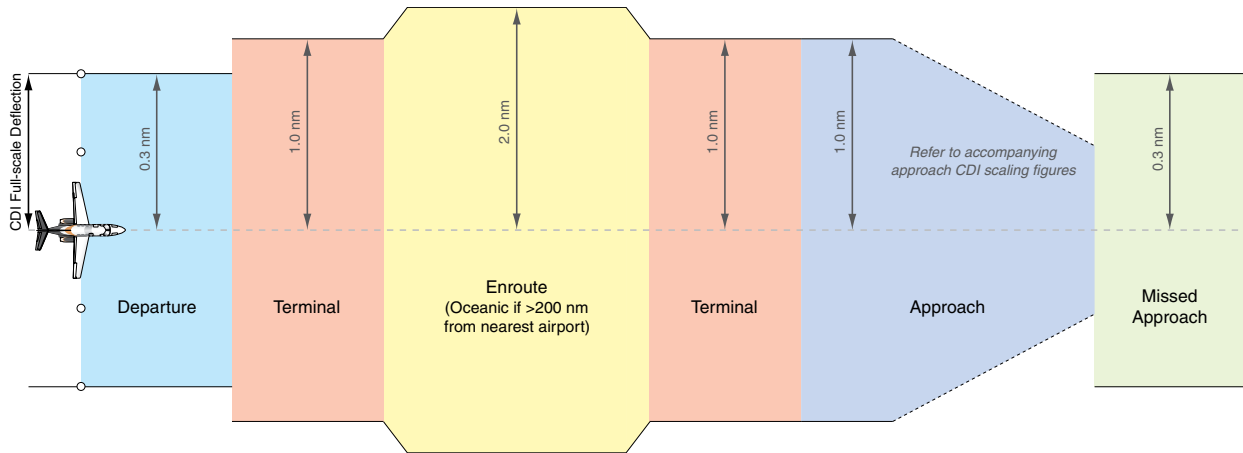 CDI Full-scale Deflection
0.3 nm
1.0 nm
2.0 nm
1.0 nm
1.0 nm
0.3 nm
Refer to accompanying
approach CDI scaling figures
Departure
Terminal
Enroute
(Oceanic if >200 nm
from nearest airport)
Terminal
Approach
Missed
Approach